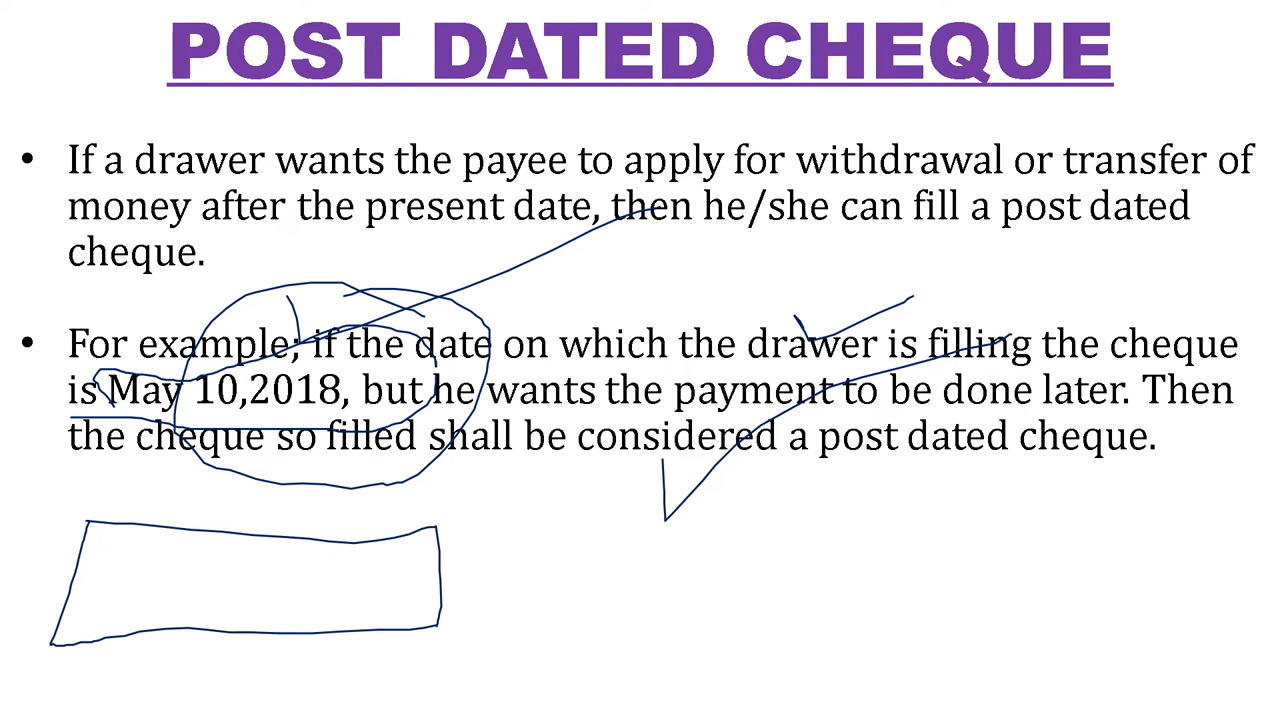 POST DATED CHEQUE
• If a drawer wants the payee to apply for withdrawal or transfer of
money after the present date, then he/she can fill a post dated
cheque.
• For example; if the date on which the drawer is filling the cheque
is May 10,2018, but he wants the payment to be done later. Then
the cheque so filled shall be considered a post dated cheque.